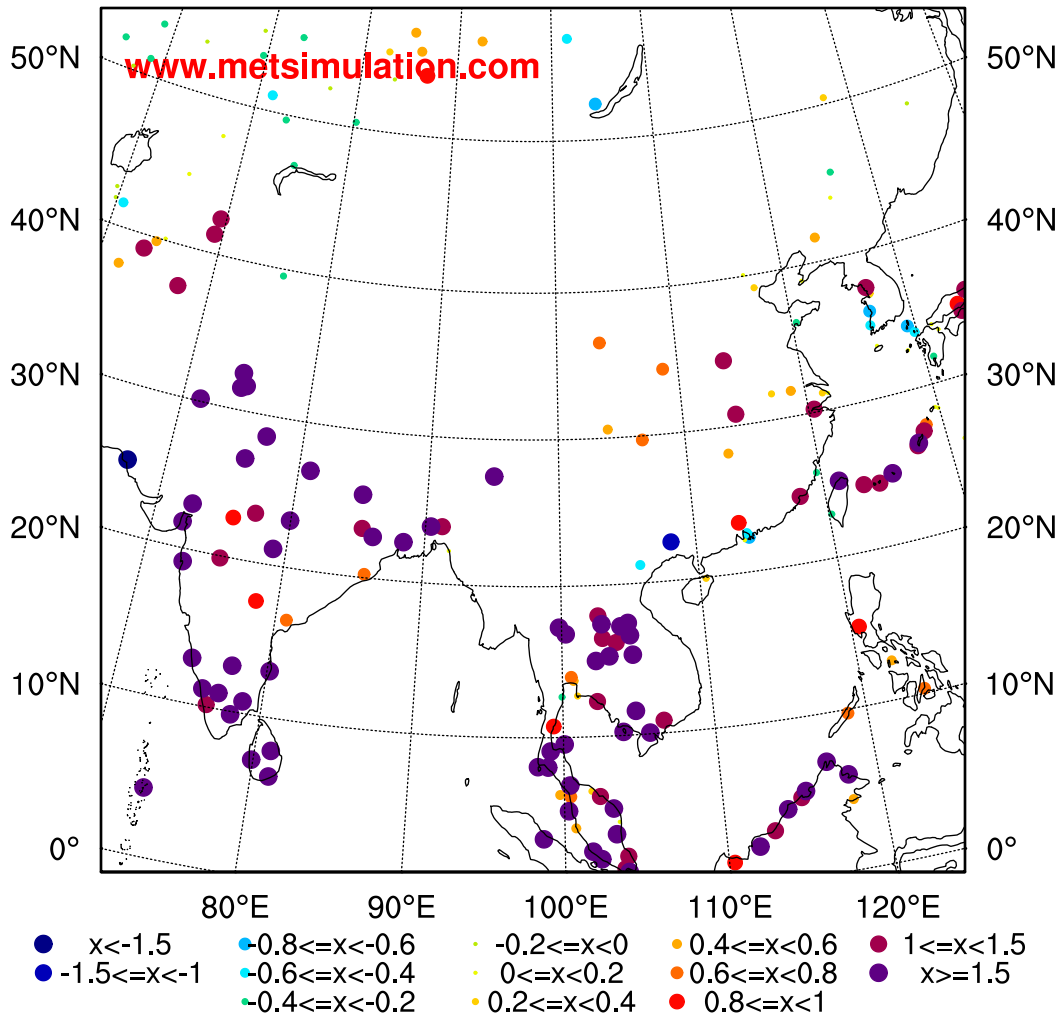 50°N 50°N
www.metsimulation.com
40°N 40°N
30°N 30°N
20°N 20°N
10°N 10°N
0° 0°
80°E 90°E 100°E 110°E 120°E
x<-1.5 -0.8<=x<-0.6 -0.2<=x<0 0.4<=x<0.6 1<=x<1.5
-1.5<=x<-1 -0.6<=x<-0.4 0<=x<0.2 0.6<=x<0.8 x>=1.5
-0.4<=x<-0.2 0.2<=x<0.4 0.8<=x<1